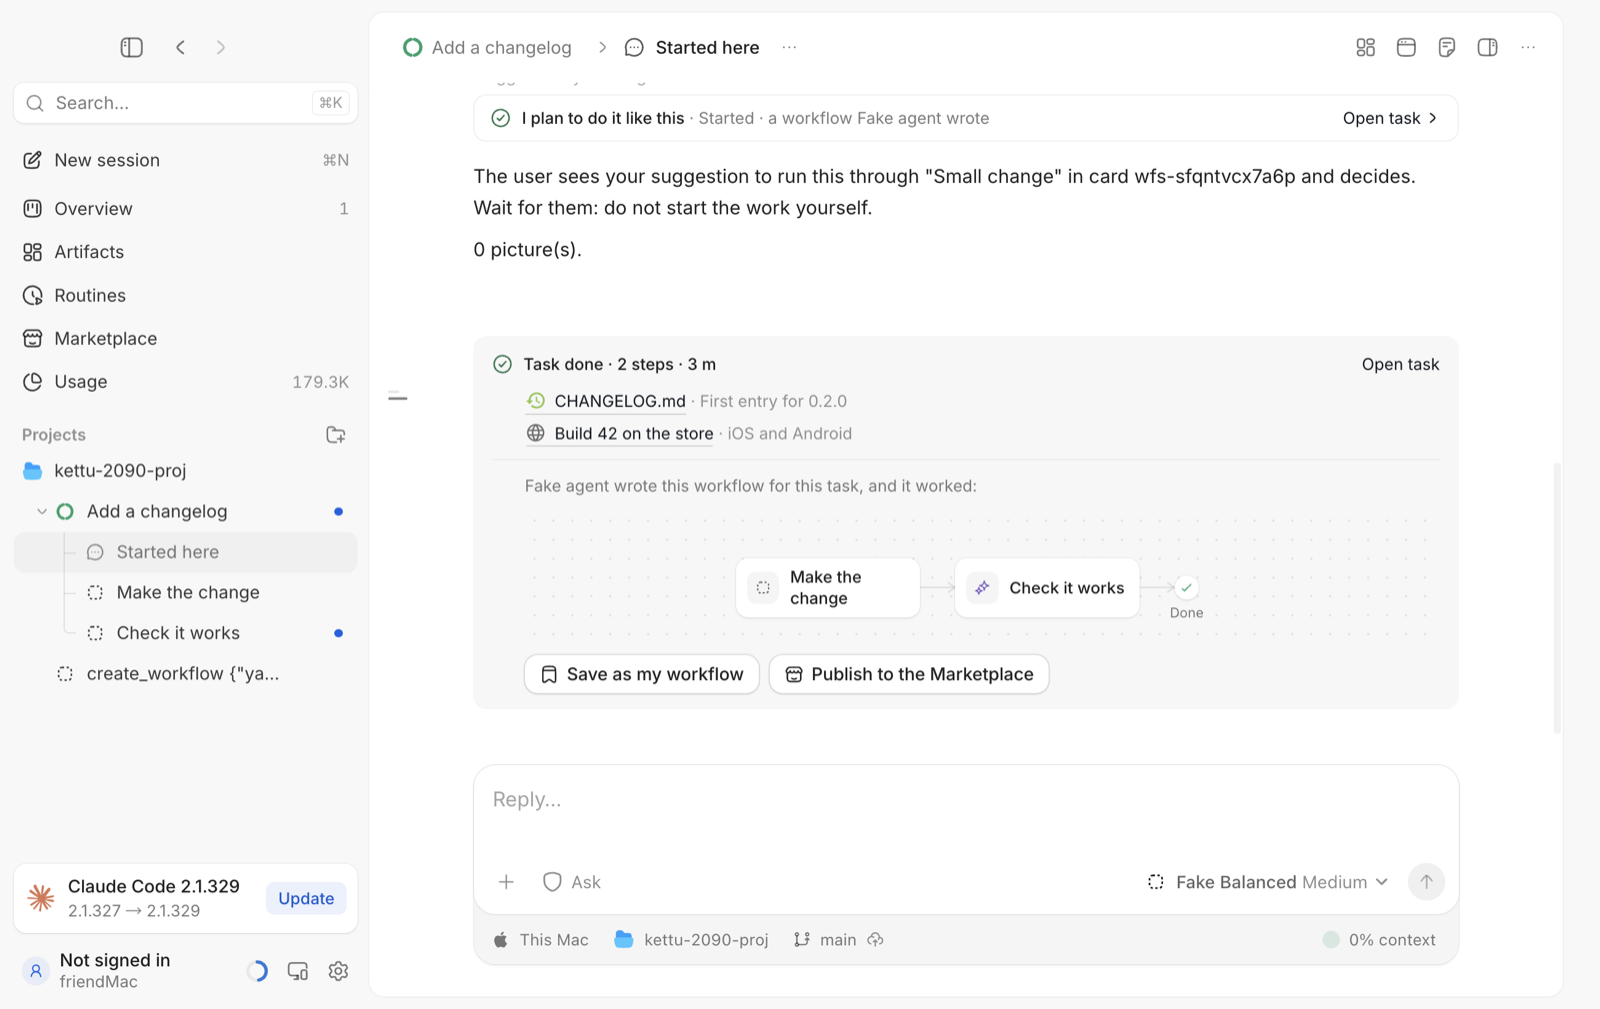 Search... ⌘K
New session ⌘N
Overview 1
Artifacts
Routines
Marketplace
Usage 179.3K
Projects
kettu-2090-proj
Add a changelog
Started here
Make the change
Check it works
create_workflow {"ya...
Claude Code 2.1.329
2.1.327 → 2.1.329
Update
Not signed in
friendMac
Add a changelog > Started here ...
I plan to do it like this · Started · a workflow Fake agent wrote Open task >
The user sees your suggestion to run this through "Small change" in card wfs-sfqntvcx7a6p and decides.
Wait for them: do not start the work yourself.
0 picture(s).
Task done · 2 steps · 3 m Open task
CHANGELOG.md · First entry for 0.2.0
Build 42 on the store · iOS and Android
Fake agent wrote this workflow for this task, and it worked:
Make the
change
Check it works
Done
Save as my workflow Publish to the Marketplace
Reply...
Ask Fake Balanced Medium
This Mac kettu-2090-proj main 0% context